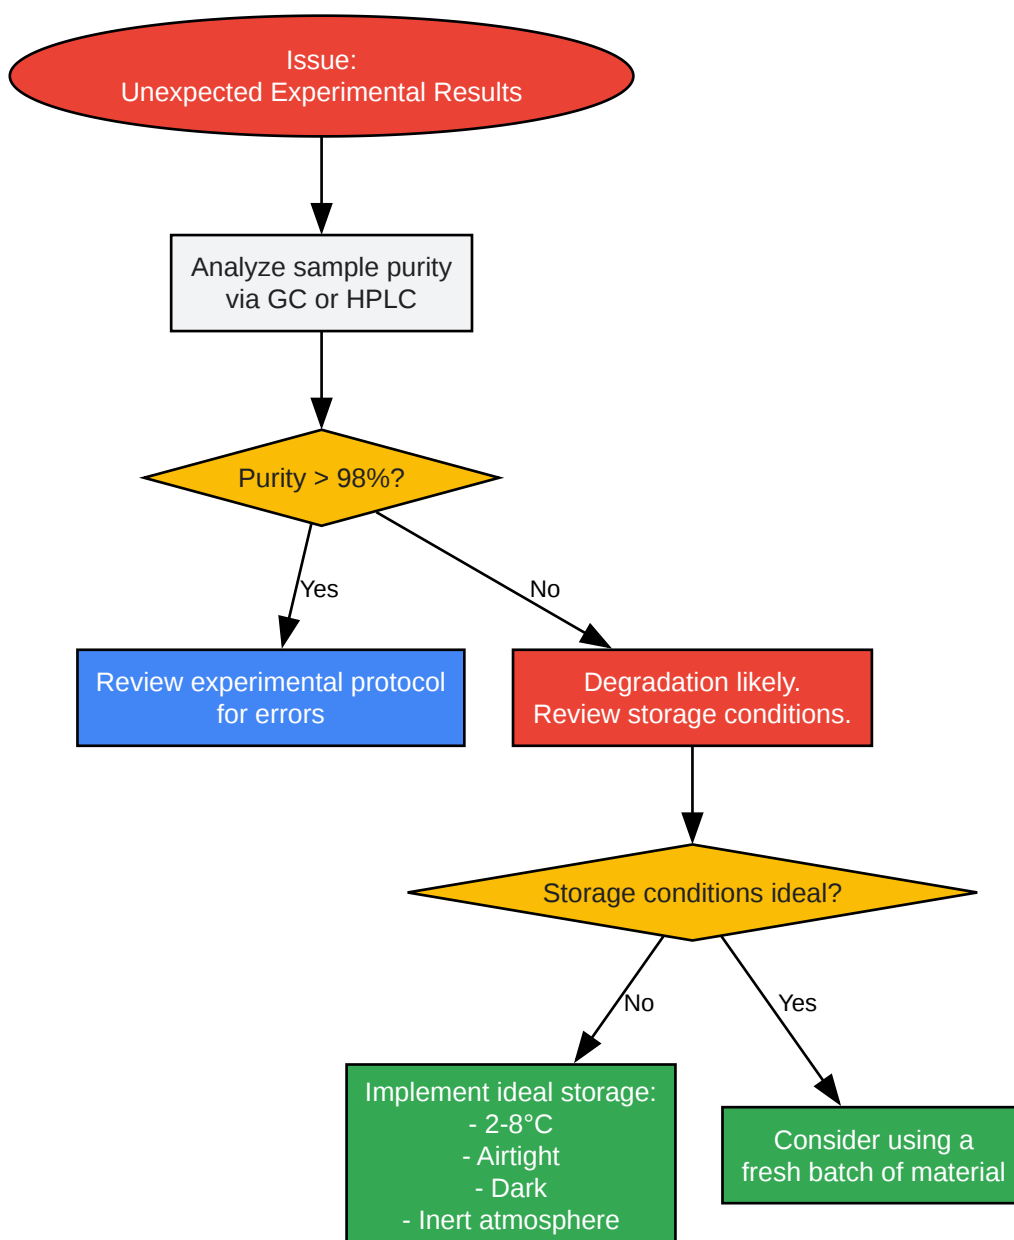 Issue:
Unexpected Experimental Results
Analyze sample purity
via GC or HPLC
Purity > 98%?
Yes
No
Review experimental protocol
for errors
Degradation likely.
Review storage conditions.
Storage conditions ideal?
No
Yes
Implement ideal storage:
- 2-8°C
- Airtight
- Dark
- Inert atmosphere
Consider using a
fresh batch of material